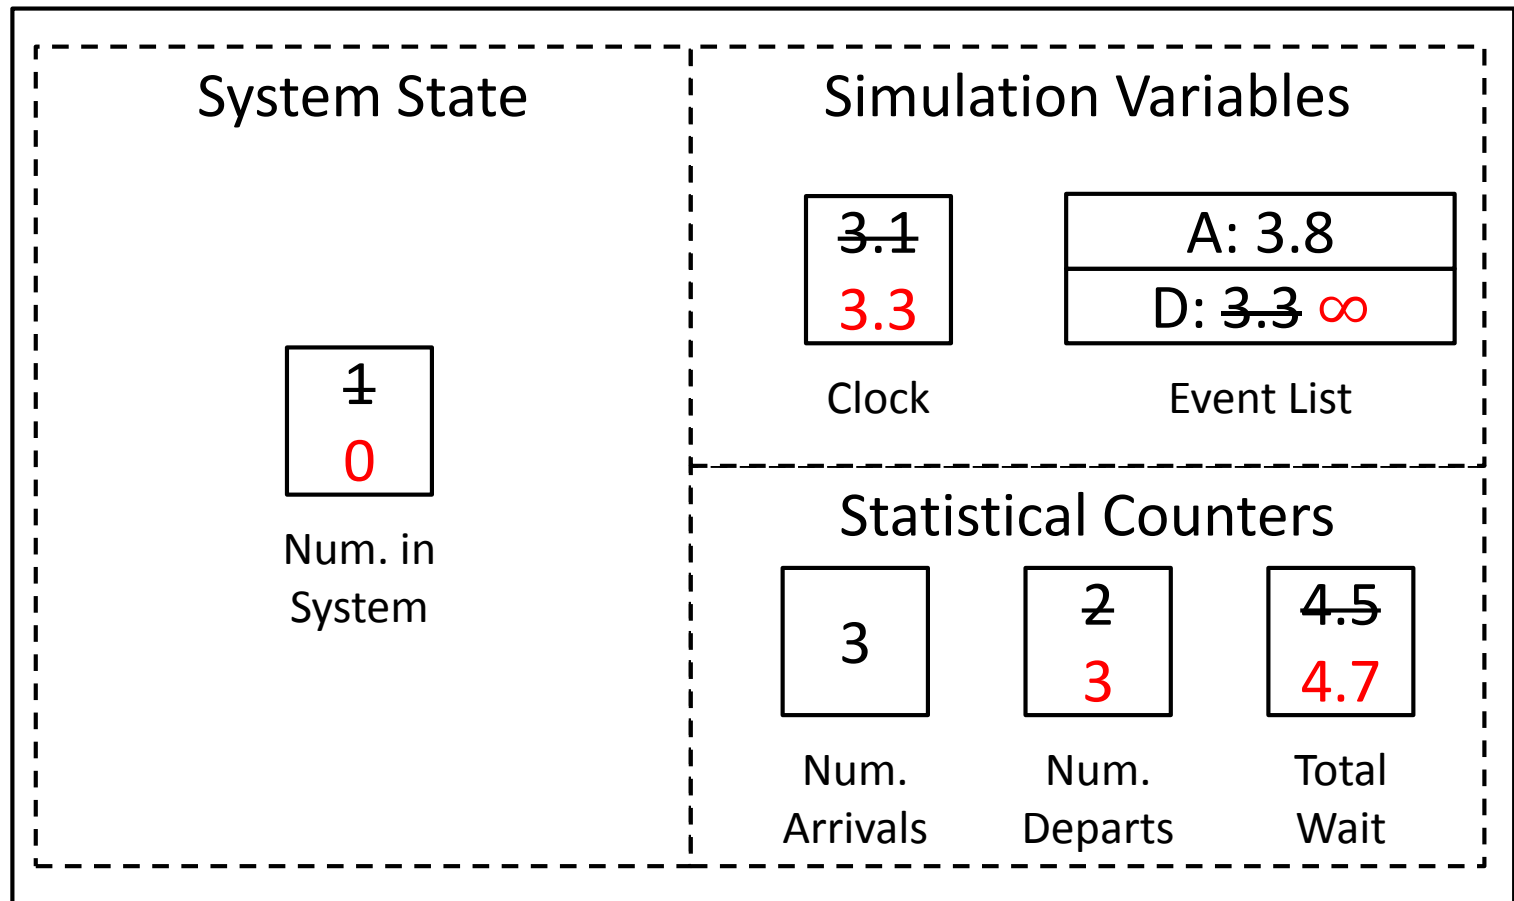 System State
1
0
Num. in
System
Simulation Variables
3.1
3.3
Clock
A: 3.8
D: 3.3 ∞
Event List
Statistical Counters
3
Num.
Arrivals
2
3
Num.
Departs
4.5
4.7
Total
Wait